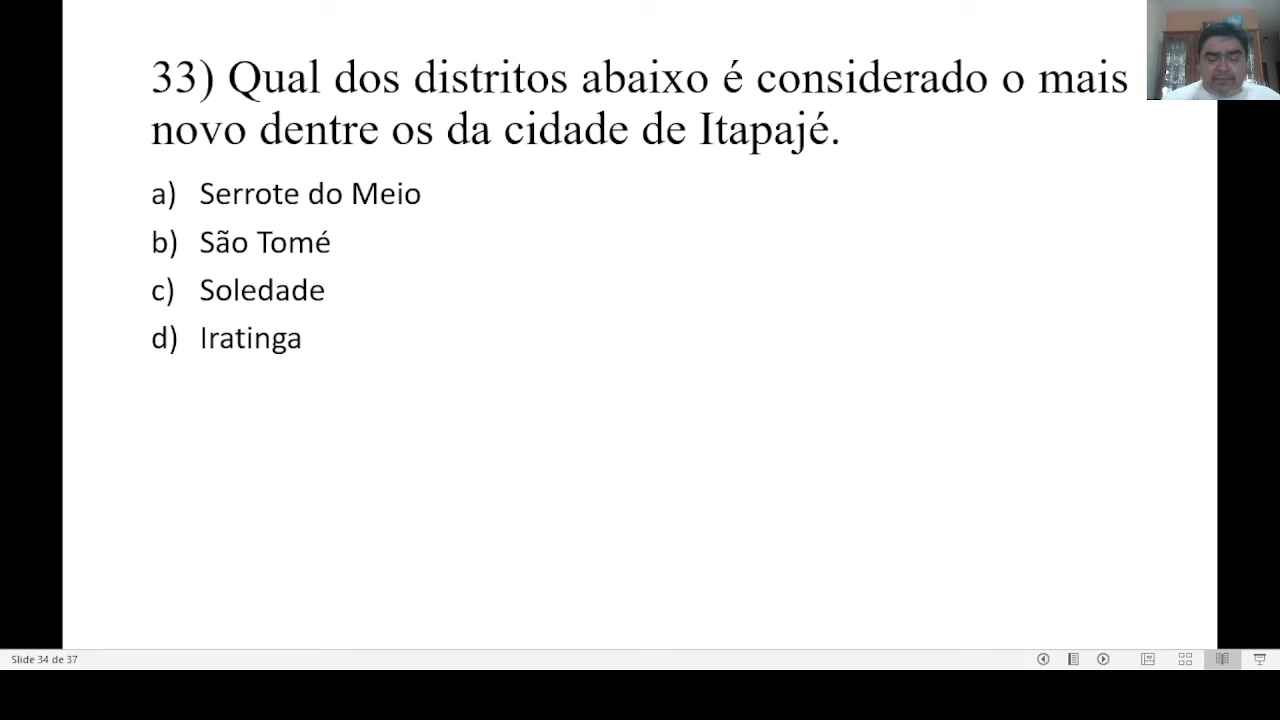 33) Qual dos distritos abaixo é considerado o mais
novo dentre os da cidade de Itapajé.
a) Serrote do Meio
b) São Tomé
c) Soledade
d) Iratinga
Slide 34 de 37